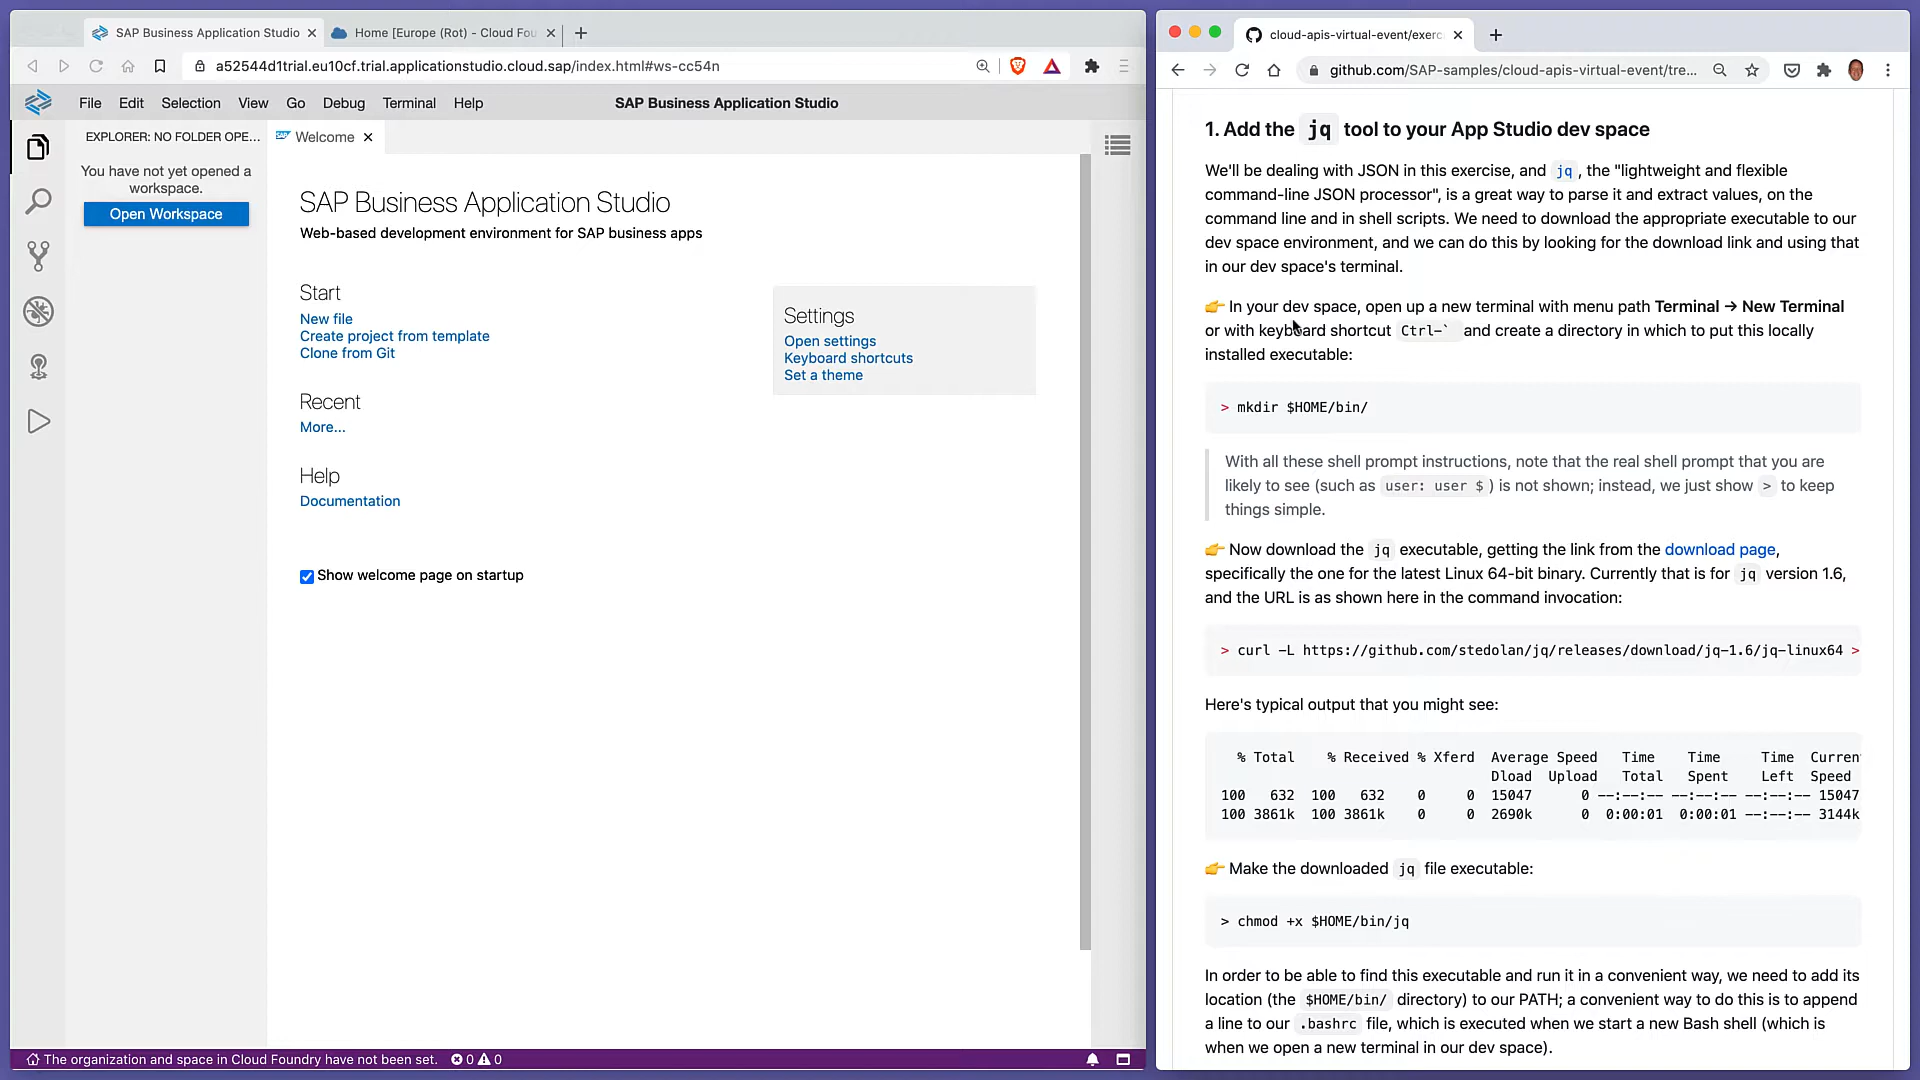 SAP Business Application Studio
Home [Europe (Rot) - Cloud Fou
a52544d1trial.eu10cf.trial.applicationstudio.cloud.sap/index.html#ws-cc54n
File Edit Selection View Go Debug Terminal Help
SAP Business Application Studio
EXPLORER: NO FOLDER OPE...
You have not yet opened a
workspace.
Open Workspace
Welcome
SAP Business Application Studio
Web-based development environment for SAP business apps
Start
New file
Create project from template
Clone from Git
Recent
More...
Help
Documentation
Settings
Open settings
Keyboard shortcuts
Set a theme
Show welcome page on startup
The organization and space in Cloud Foundry have not been set. 0 0
cloud-apis-virtual-event/exerc
github.com/SAP-samples/cloud-apis-virtual-event/tre...
1. Add the jq tool to your App Studio dev space
We'll be dealing with JSON in this exercise, and jq , the "lightweight and flexible
command-line JSON processor", is a great way to parse it and extract values, on the
command line and in shell scripts. We need to download the appropriate executable to our
dev space environment, and we can do this by looking for the download link and using that
in our dev space's terminal.
👉 In your dev space, open up a new terminal with menu path Terminal → New Terminal
or with keyboard shortcut Ctrl-` and create a directory in which to put this locally
installed executable:
> mkdir $HOME/bin/
With all these shell prompt instructions, note that the real shell prompt that you are
likely to see (such as user: user $ ) is not shown; instead, we just show > to keep
things simple.
👉 Now download the jq executable, getting the link from the download page,
specifically the one for the latest Linux 64-bit binary. Currently that is for jq version 1.6,
and the URL is as shown here in the command invocation:
> curl -L https://github.com/stedolan/jq/releases/download/jq-1.6/jq-linux64 >
Here's typical output that you might see:
% Total % Received % Xferd Average Speed Time Time Time Curren
Dload Upload Total Spent Left Speed
100 632 100 632 0 0 15047 0 --:--:-- --:--:-- --:--:-- 15047
100 3861k 100 3861k 0 0 2690k 0 0:00:01 0:00:01 --:--:-- 3144k
👉 Make the downloaded jq file executable:
> chmod +x $HOME/bin/jq
In order to be able to find this executable and run it in a convenient way, we need to add its
location (the $HOME/bin/ directory) to our PATH; a convenient way to do this is to append
a line to our .bashrc file, which is executed when we start a new Bash shell (which is
when we open a new terminal in our dev space).